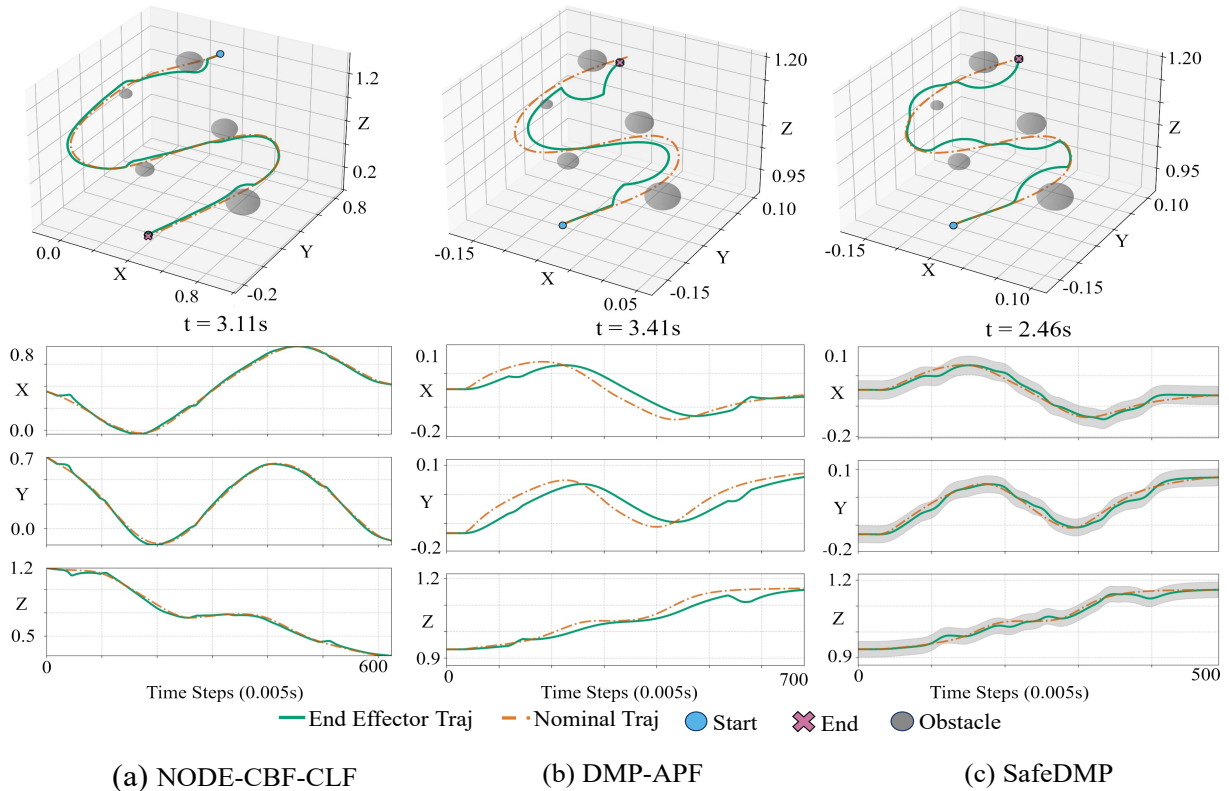 1.2
Z
0.2
0.8
Y
-0.2
0.8
X
0.0
t = 3.11s
1.20
Z
0.95
0.10
Y
-0.15
0.05
X
-0.15
t = 3.41s
1.20
Z
0.95
0.10
Y
-0.15
0.10
X
-0.15
t = 2.46s
0.8
X
0.0
0.7
Y
0.0
1.2
Z
0.5
0 600
Time Steps (0.005s)
0.1
X
-0.2
0.1
Y
-0.2
1.2
Z
0.9
0 700
Time Steps (0.005s)
0.1
X
-0.2
0.1
Y
-0.2
1.2
Z
0.9
0 500
Time Steps (0.005s)
End Effector Traj Nominal Traj Start End Obstacle
(a) NODE-CBF-CLF (b) DMP-APF (c) SafeDMP